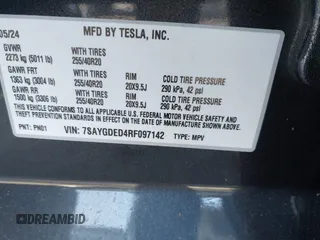 05/24 MFD BY TESLA, INC.
GVWR
2273 kg (5011 lb)
WITH TIRES
255/40R20
GAWR FRT
1363 kg (3004 lb)
WITH TIRES
255/40R20
RIM
20X9.5J
COLD TIRE PRESSURE
290 kPa, 42 psi
GAWR RR
1500 kg (3306 lb)
WITH TIRES
255/40R20
RIM
20X9.5J
COLD TIRE PRESSURE
290 kPa, 42 psi
THIS VEHICLE CONFORMS TO ALL APPLICABLE FEDERAL MOTOR VEHICLE SAFETY
AND THEFT PREVENTION STANDARDS IN EFFECT ON THE DATE OF MANUFACTURE SHOWN ABOVE.
PNT: PN01 VIN: 7SAYGDED4RF097142 TYPE: MPV
DREAMBID